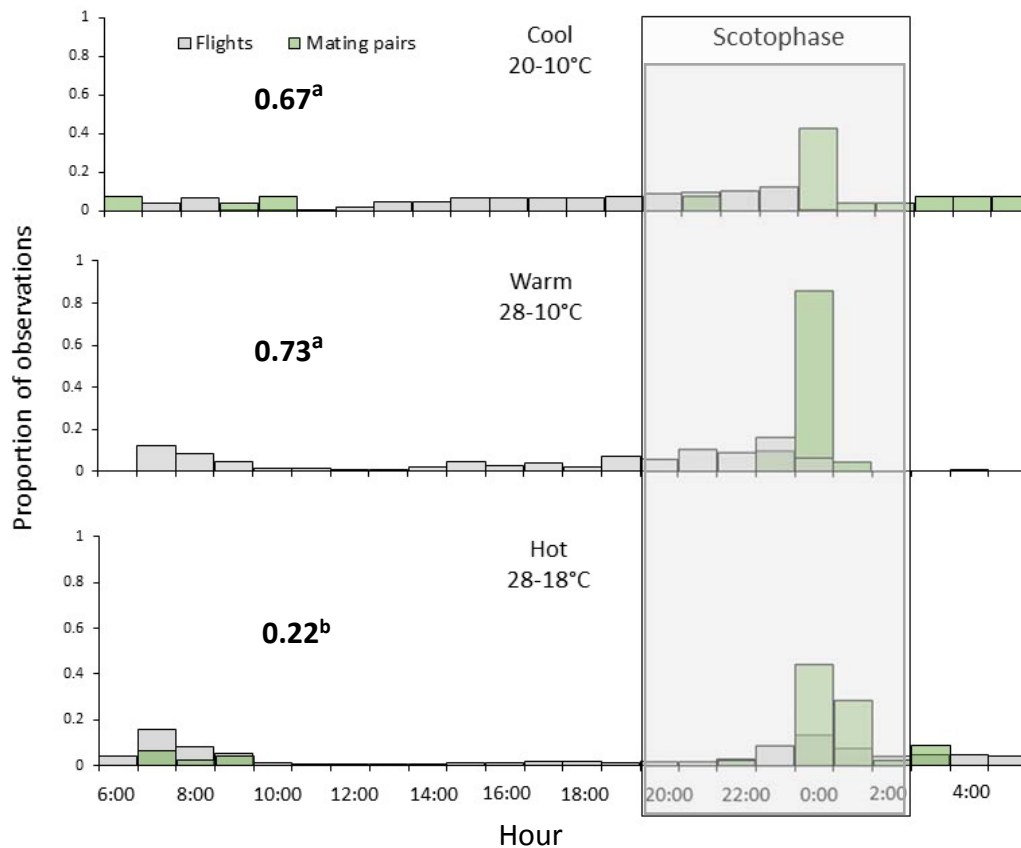 Flights Mating pairs
Cool
20-10°C
Scotophase
0.67ᵃ
1
0.8
0.6
0.4
0.2
0
Proportion of observations
Warm
28-10°C
0.73ᵃ
1
0.8
0.6
0.4
0.2
0
Hot
28-18°C
0.22ᵇ
1
0.8
0.6
0.4
0.2
0
6:00 8:00 10:00 12:00 14:00 16:00 18:00 20:00 22:00 0:00 2:00 4:00
Hour